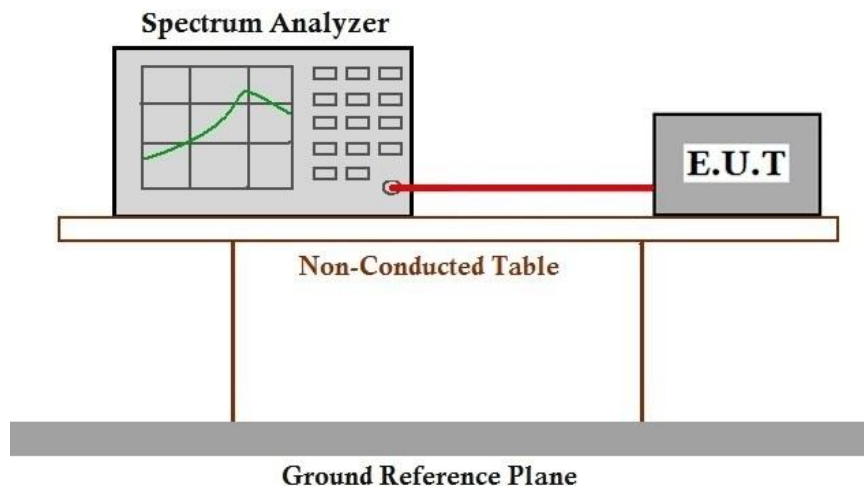 Spectrum Analyzer
E.U.T
Non-Conducted Table
Ground Reference Plane